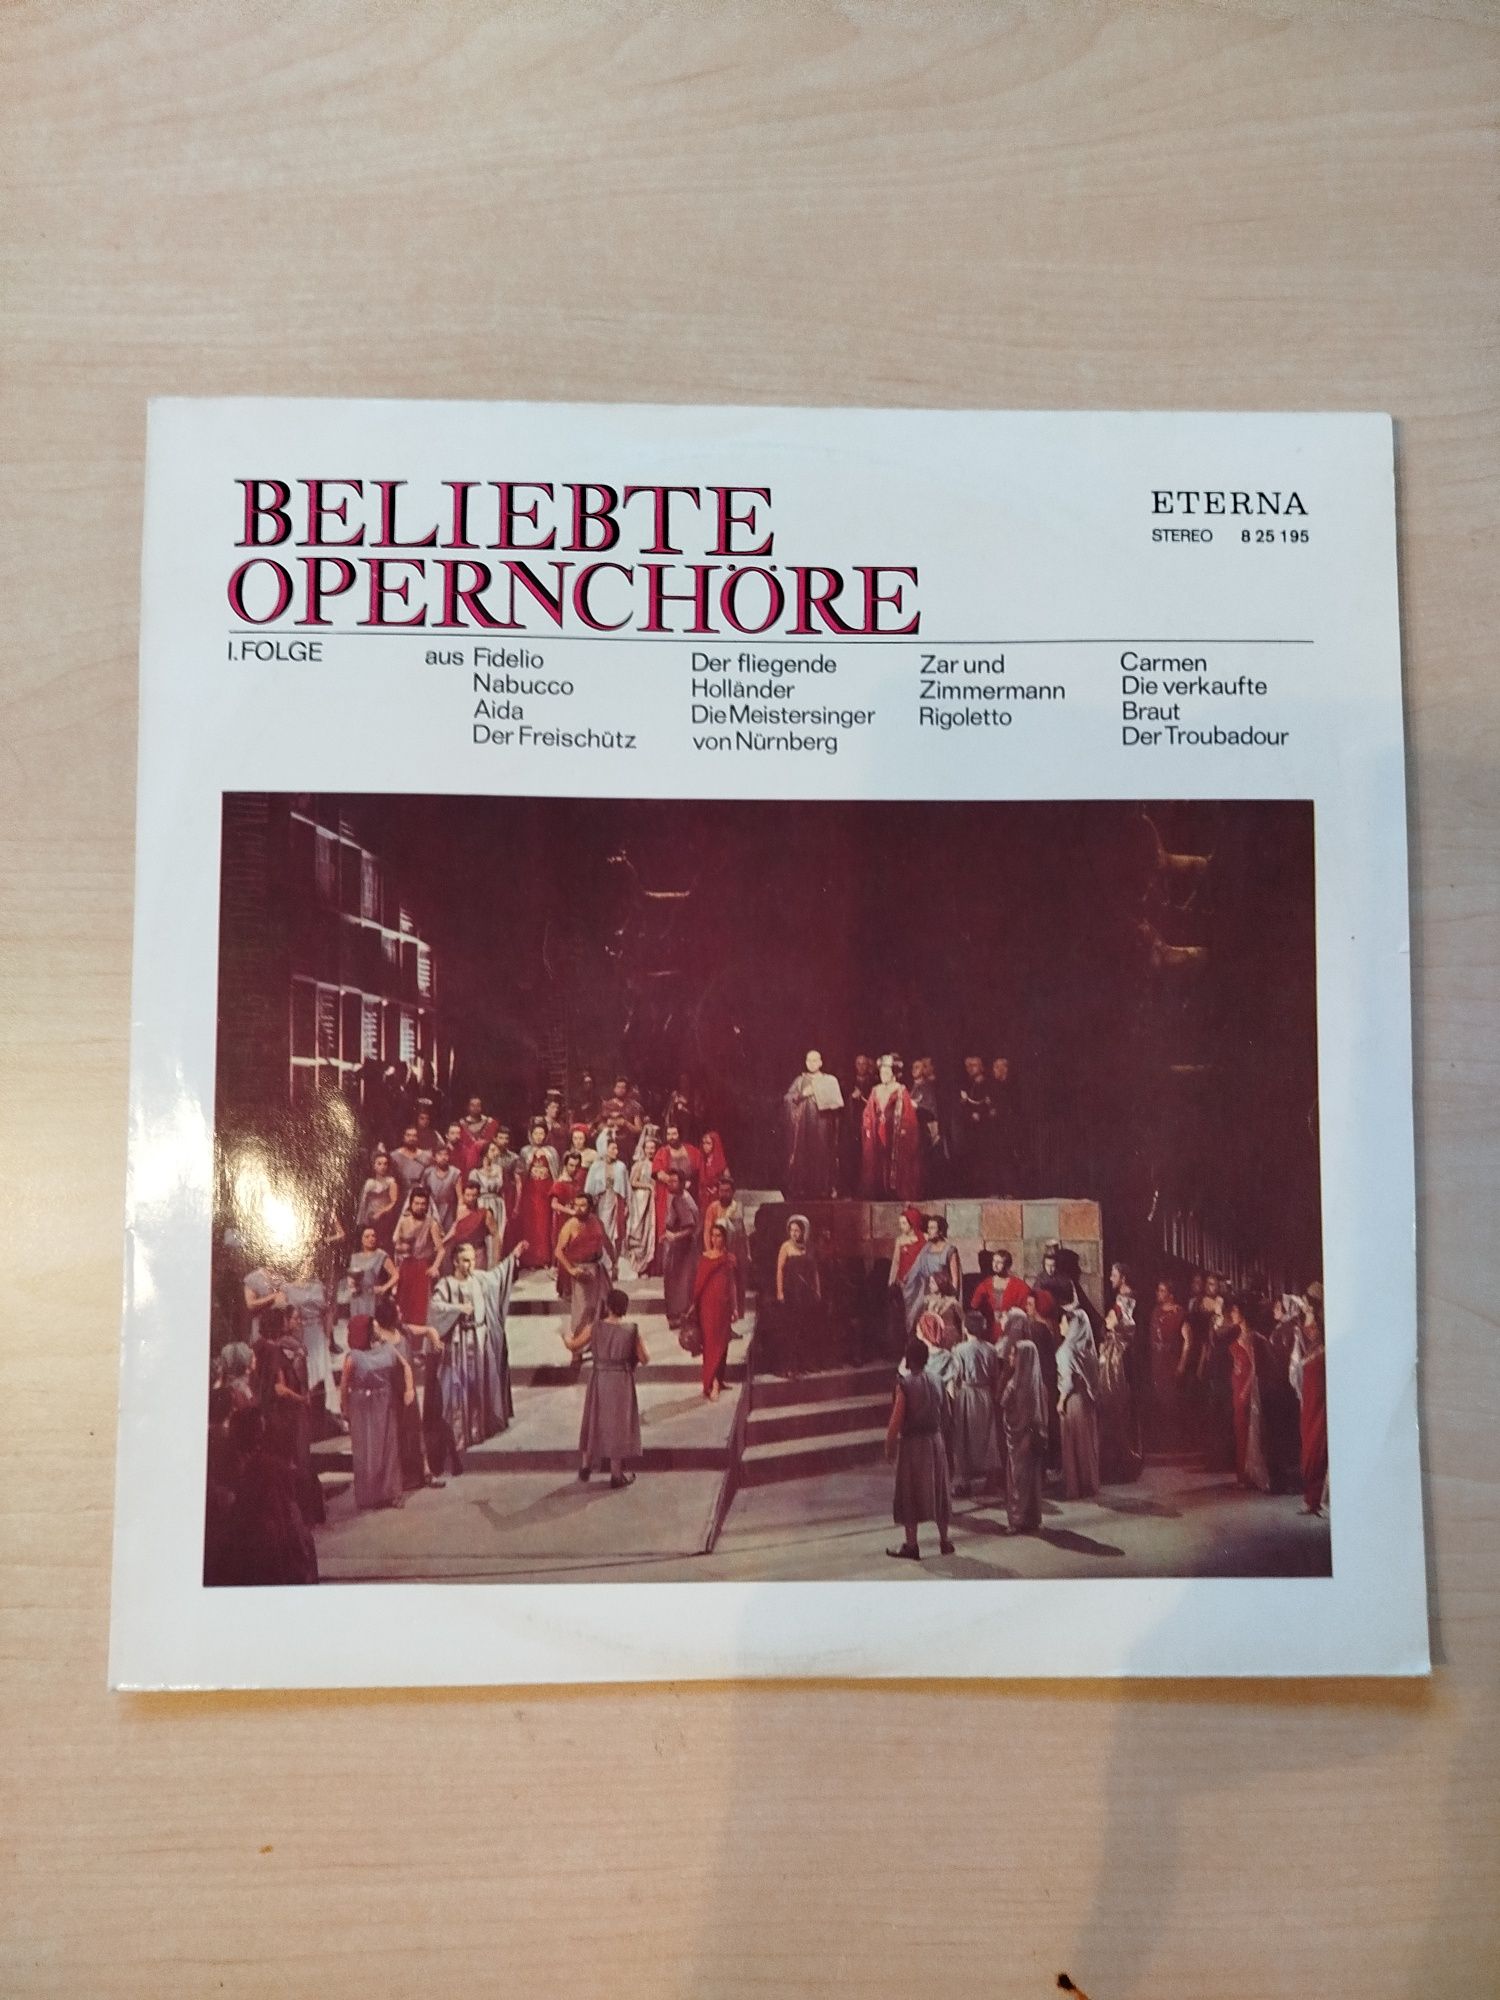 BELIEBTE
OPERNCHÖRE
ETERNA
STEREO 8 25 195
I.FOLGE
aus Fidelio
Nabucco
Aida
Der Freischütz
Der fliegende
Holländer
Die Meistersinger
von Nürnberg
Zar und
Zimmermann
Rigoletto
Carmen
Die verkaufte
Braut
Der Troubadour